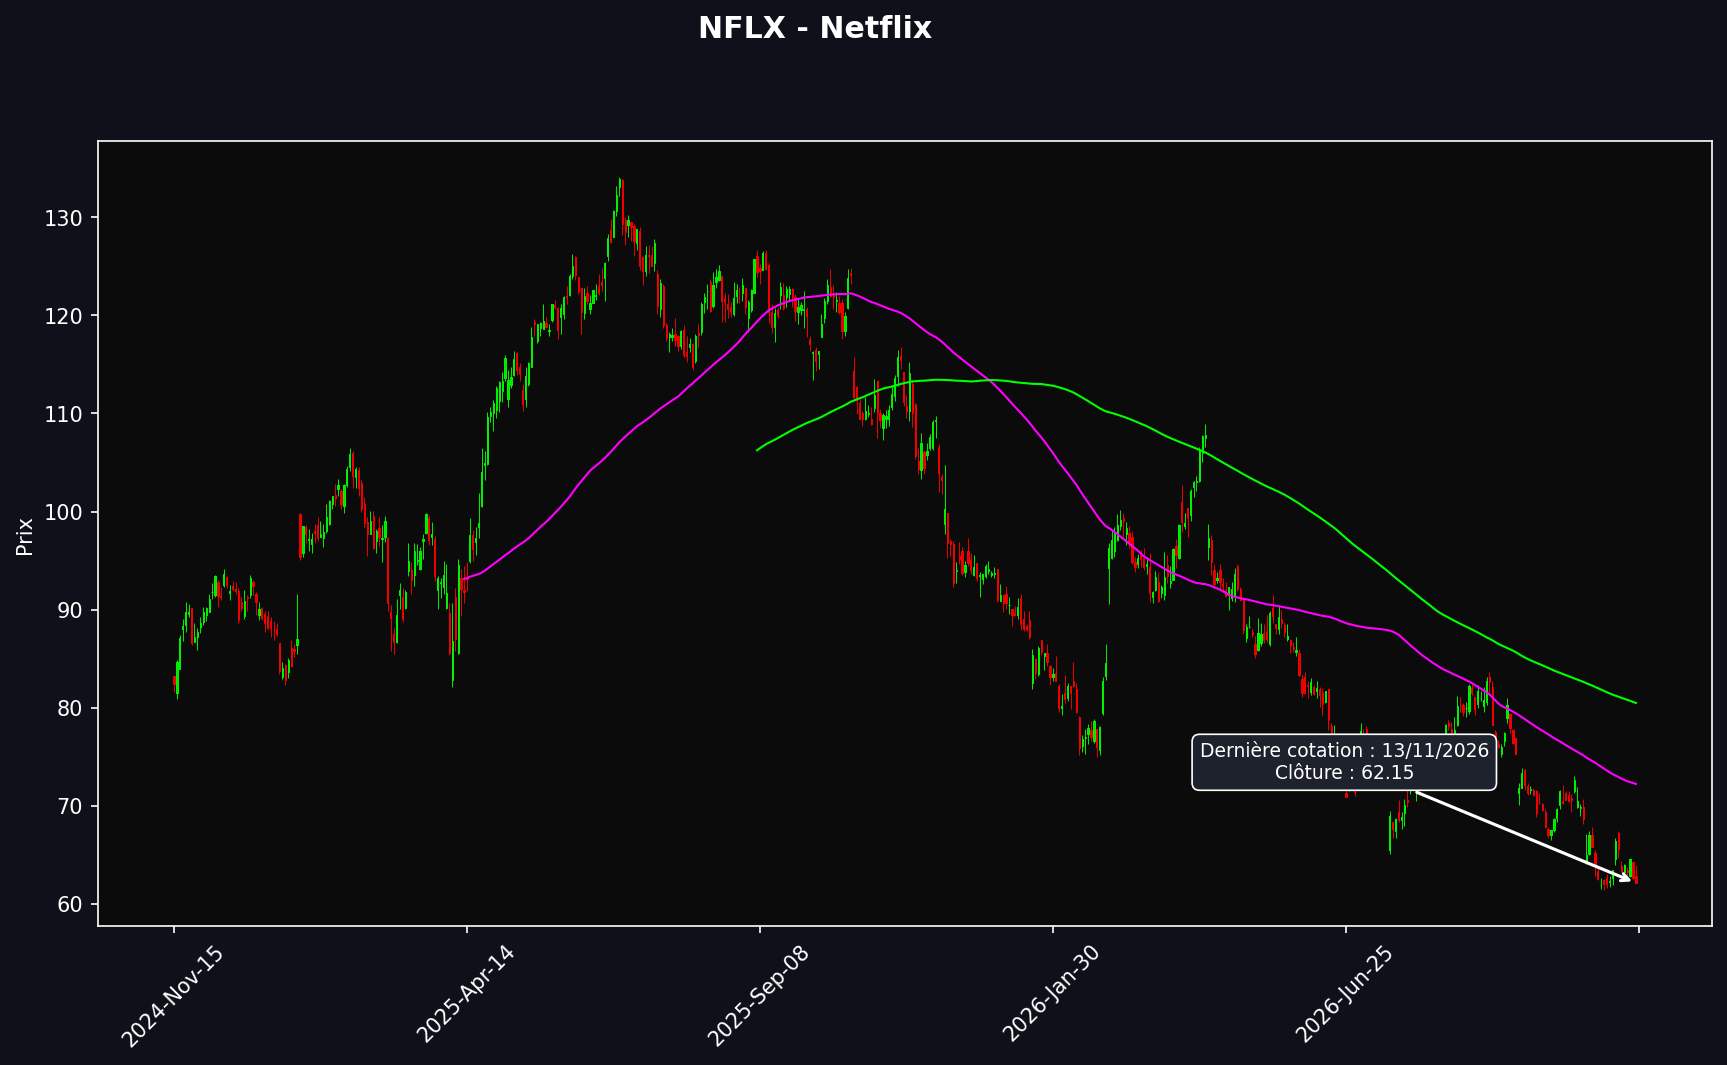 NFLX - Netflix
Prix
130
120
110
100
90
80
70
60
Dernière cotation : 13/11/2026
Clôture : 62.15
2024-Nov-15
2025-Apr-14
2025-Sep-08
2026-Jan-30
2026-Jun-25